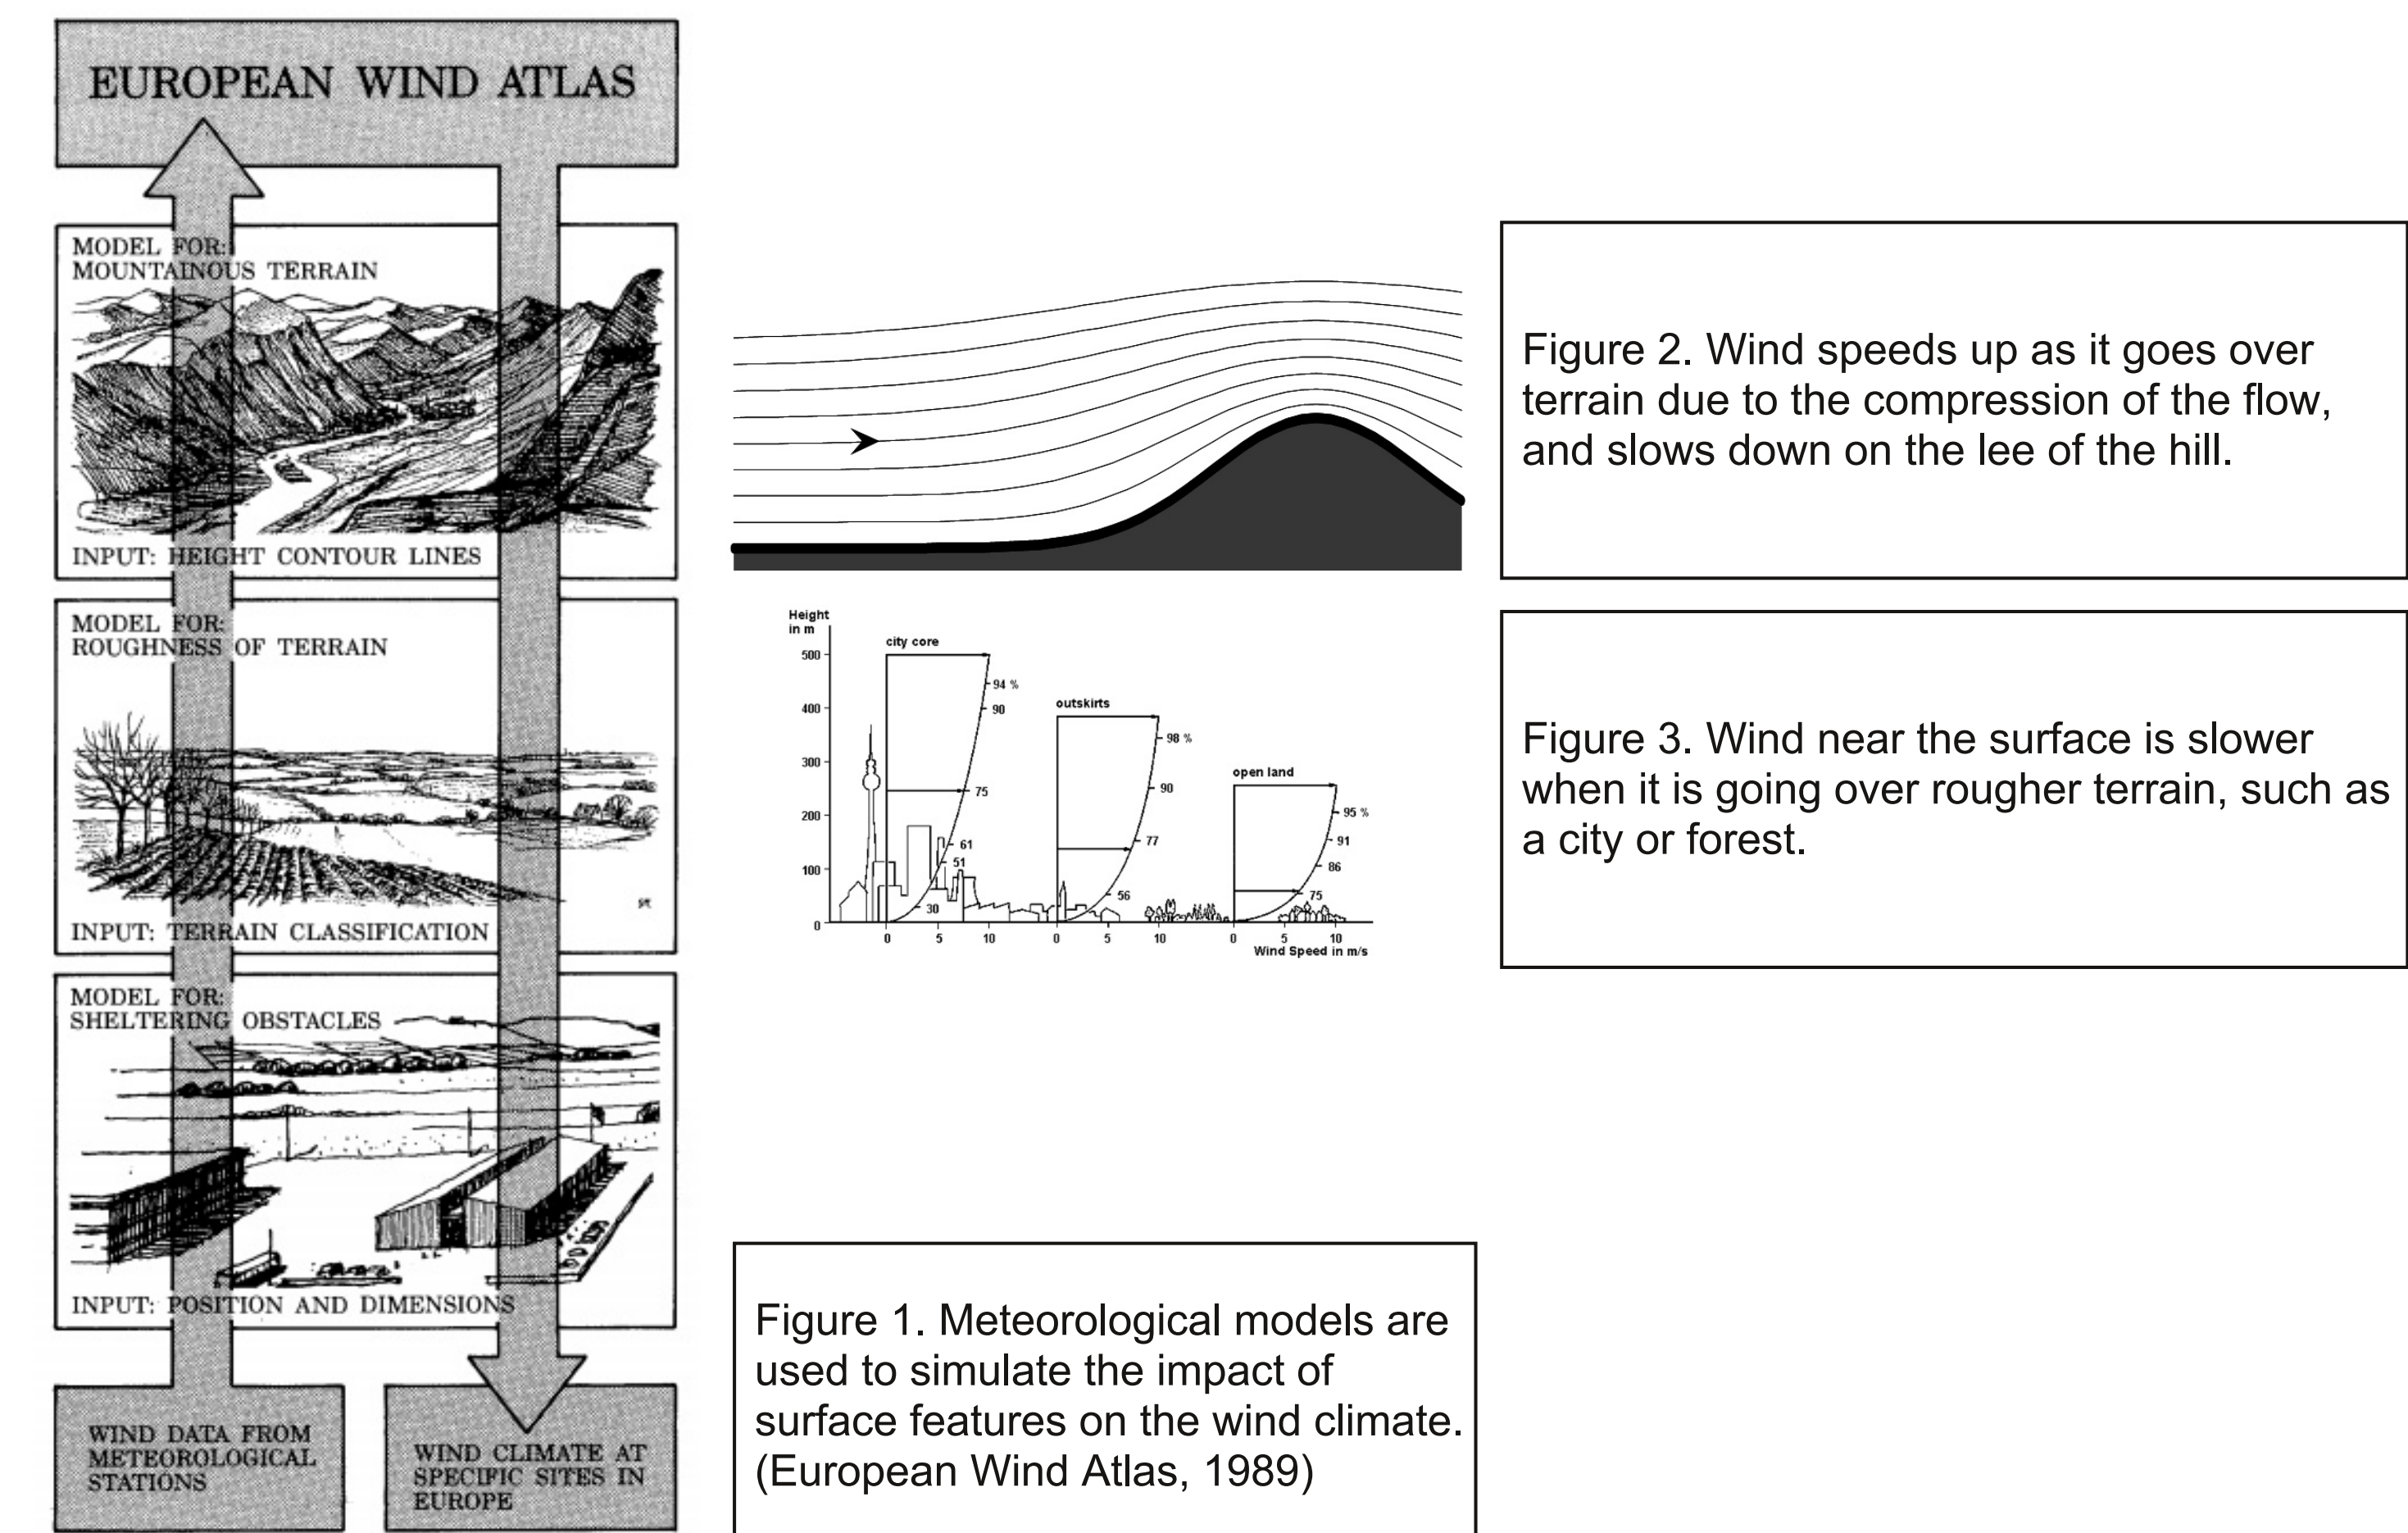 EUROPEAN WIND ATLAS
MODEL FOR:
MOUNTAINOUS TERRAIN
INPUT: HEIGHT CONTOUR LINES
MODEL FOR:
ROUGHNESS OF TERRAIN
INPUT: TERRAIN CLASSIFICATION
MODEL FOR:
SHELTERING OBSTACLES
INPUT: POSITION AND DIMENSIONS
WIND DATA FROM
METEOROLOGICAL
STATIONS
WIND CLIMATE AT
SPECIFIC SITES IN
EUROPE
Figure 2. Wind speeds up as it goes over
terrain due to the compression of the flow,
and slows down on the lee of the hill.
Height
in m
500
400
300
200
100
0
city core
94 %
90
75
61
51
30
0 5 10
outskirts
98 %
90
77
56
0 5 10
open land
95 %
91
86
75
0 5 10
Wind Speed in m/s
Figure 3. Wind near the surface is slower
when it is going over rougher terrain, such as
a city or forest.
Figure 1. Meteorological models are
used to simulate the impact of
surface features on the wind climate.
(European Wind Atlas, 1989)